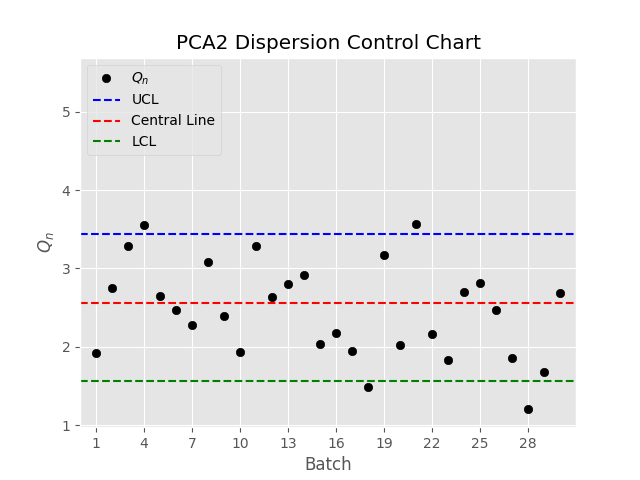 PCA2 Dispersion Control Chart
Qn
UCL
Central Line
LCL
5
4
3
2
1
Qn
1 4 7 10 13 16 19 22 25 28
Batch